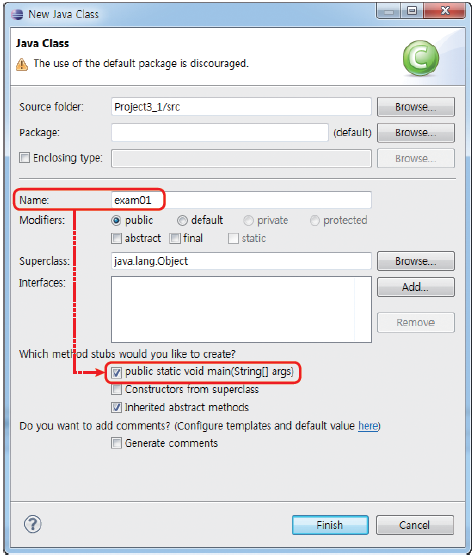 New Java Class
Java Class
The use of the default package is discouraged.
C
Source folder: Project3_1/src Browse...
Package: (default) Browse...
Enclosing type: Browse...
Name: exam01
Modifiers: public default private protected
abstract final static
Superclass: java.lang.Object Browse...
Interfaces: Add...
Remove
Which method stubs would you like to create?
public static void main(String[] args)
Constructors from superclass
Inherited abstract methods
Do you want to add comments? (Configure templates and default value here)
Generate comments
? Finish Cancel